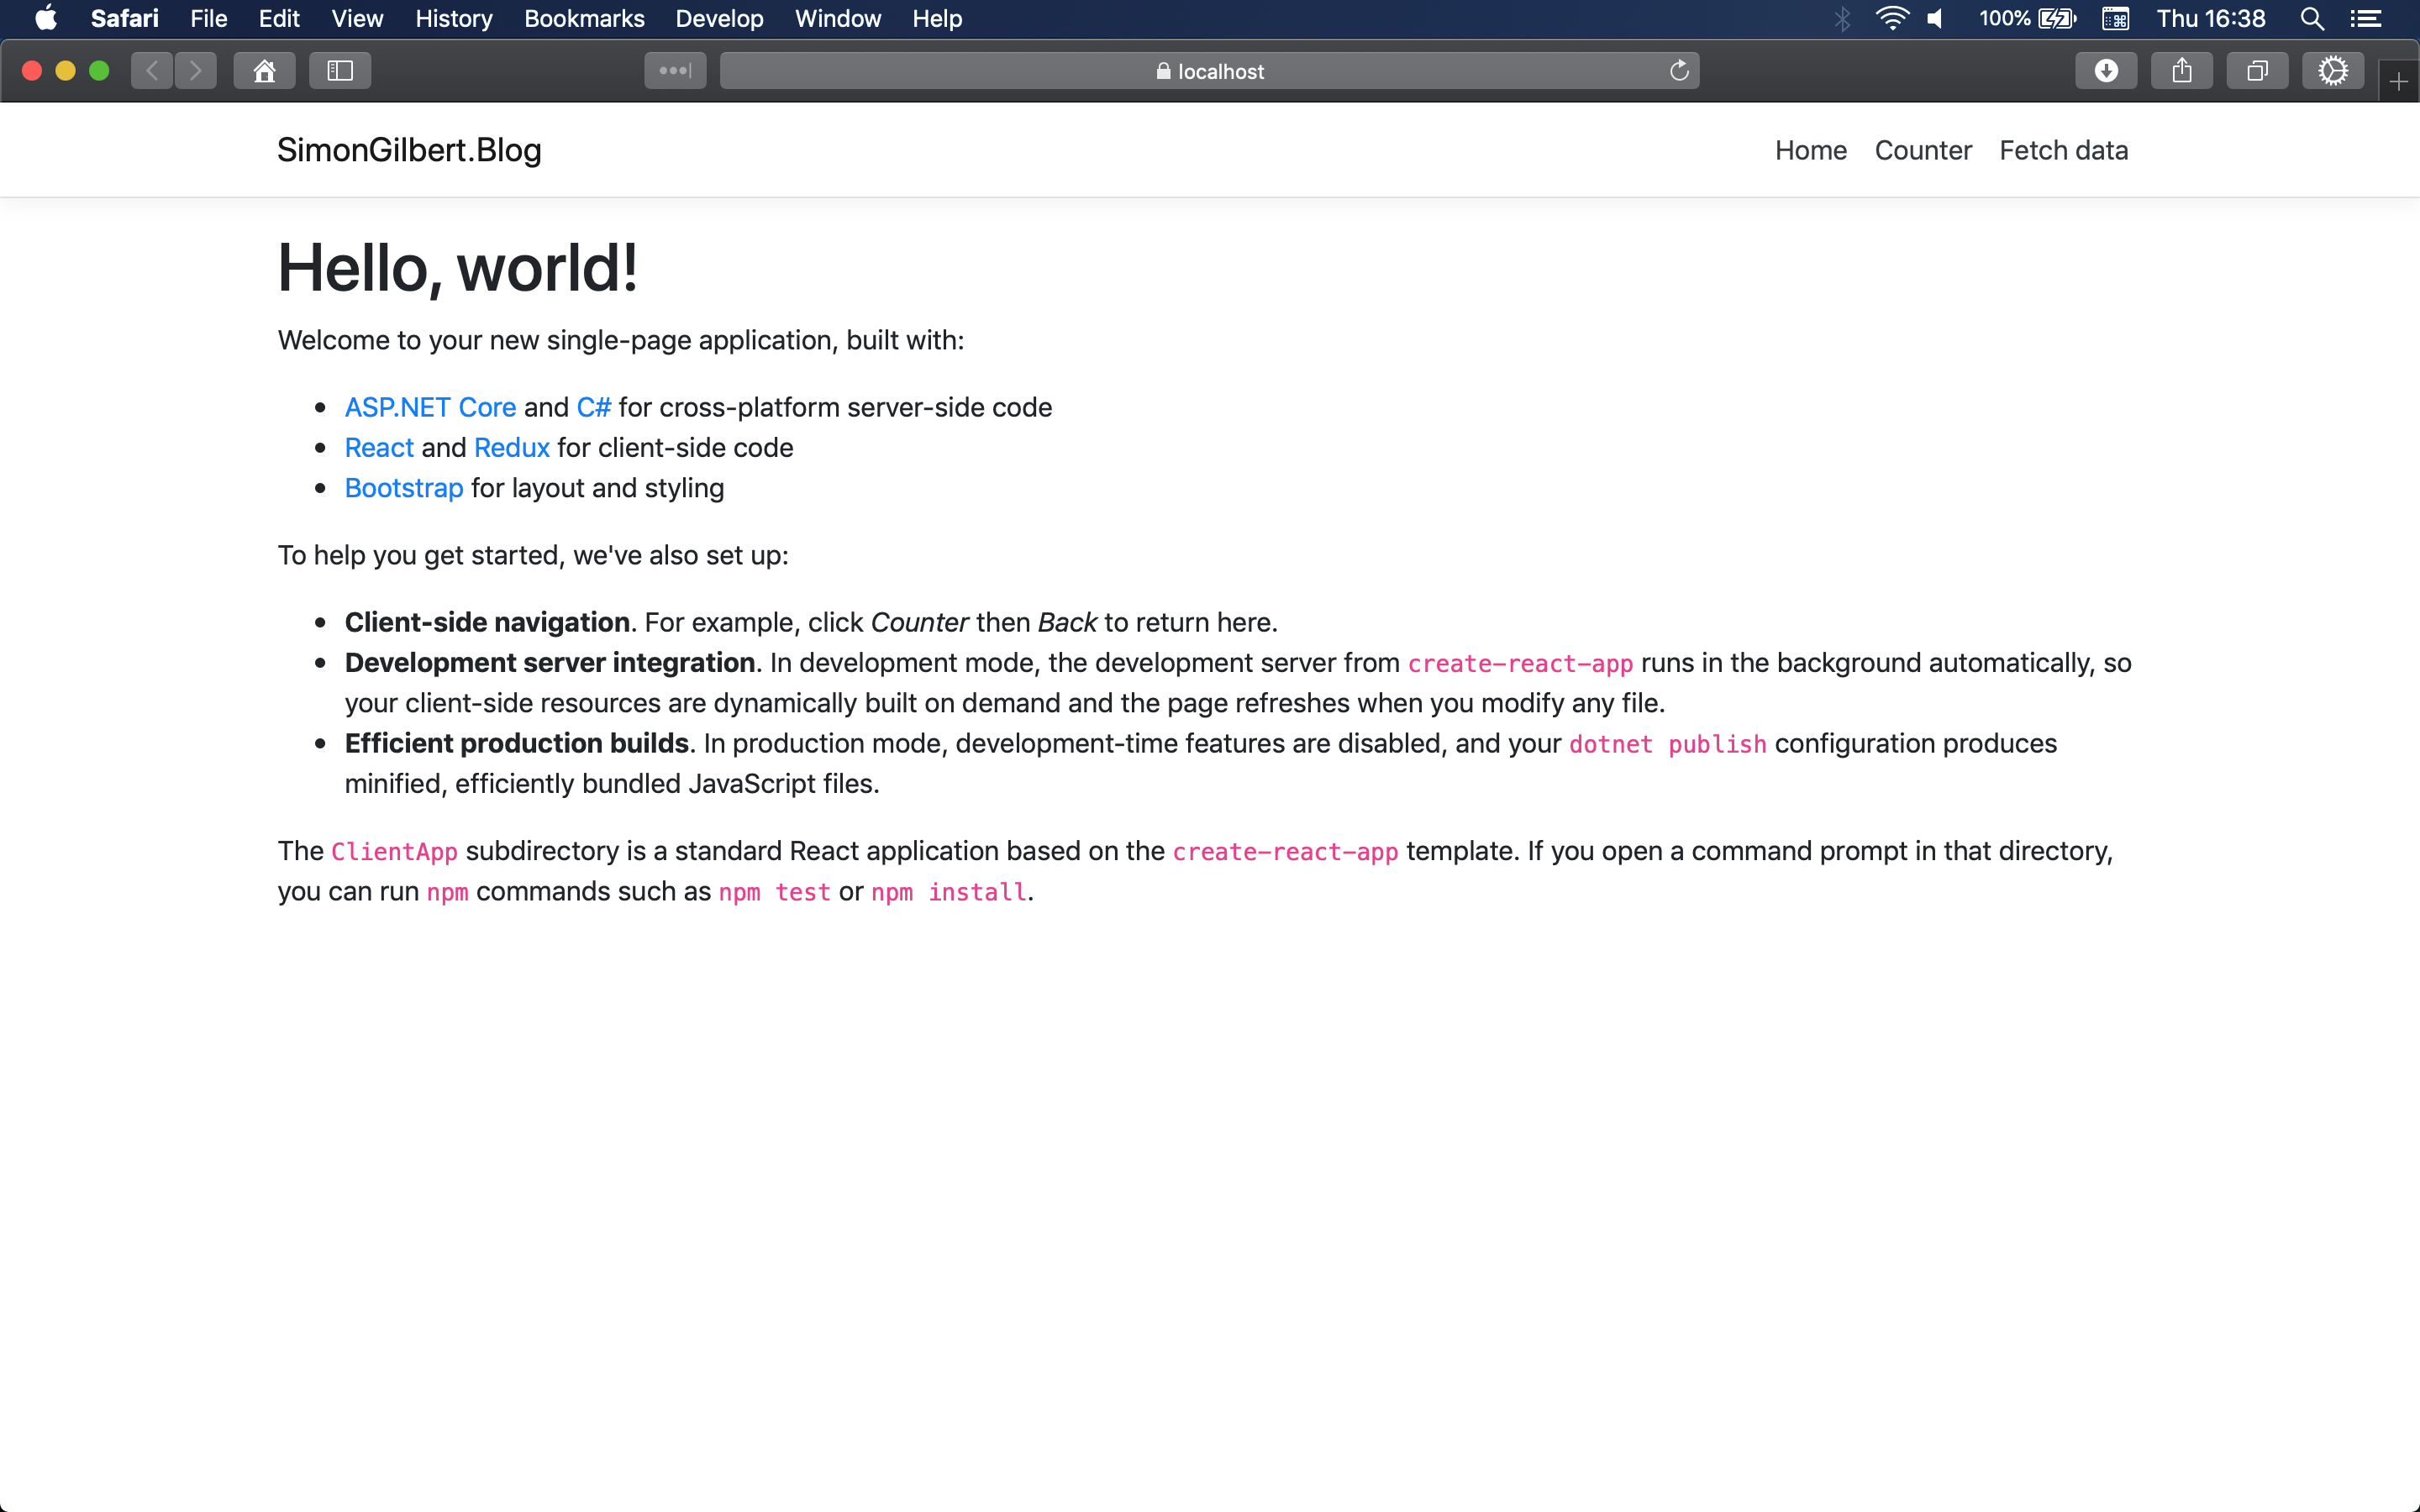 Safari File Edit View History Bookmarks Develop Window Help 100% Thu 16:38
localhost
SimonGilbert.Blog Home Counter Fetch data
Hello, world!
Welcome to your new single-page application, built with:
• ASP.NET Core and C# for cross-platform server-side code
• React and Redux for client-side code
• Bootstrap for layout and styling
To help you get started, we've also set up:
• Client-side navigation. For example, click Counter then Back to return here.
• Development server integration. In development mode, the development server from create-react-app runs in the background automatically, so
your client-side resources are dynamically built on demand and the page refreshes when you modify any file.
• Efficient production builds. In production mode, development-time features are disabled, and your dotnet publish configuration produces
minified, efficiently bundled JavaScript files.
The ClientApp subdirectory is a standard React application based on the create-react-app template. If you open a command prompt in that directory,
you can run npm commands such as npm test or npm install.